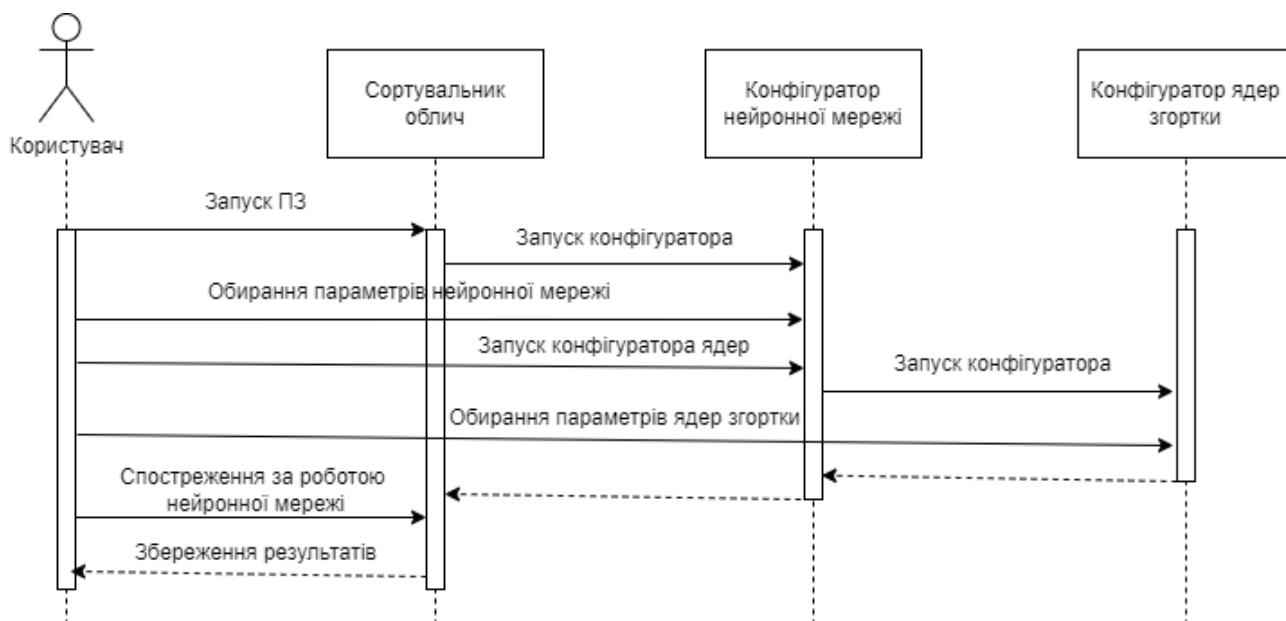 Користувач
Сортувальник
облич
Конфігуратор
нейронної мережі
Конфігуратор ядер
згортки
Запуск ПЗ
Запуск конфігуратора
Обирання параметрів нейронної мережі
Запуск конфігуратора ядер
Запуск конфігуратора
Обирання параметрів ядер згортки
Спостреження за роботою
нейронної мережі
Збереження результатів